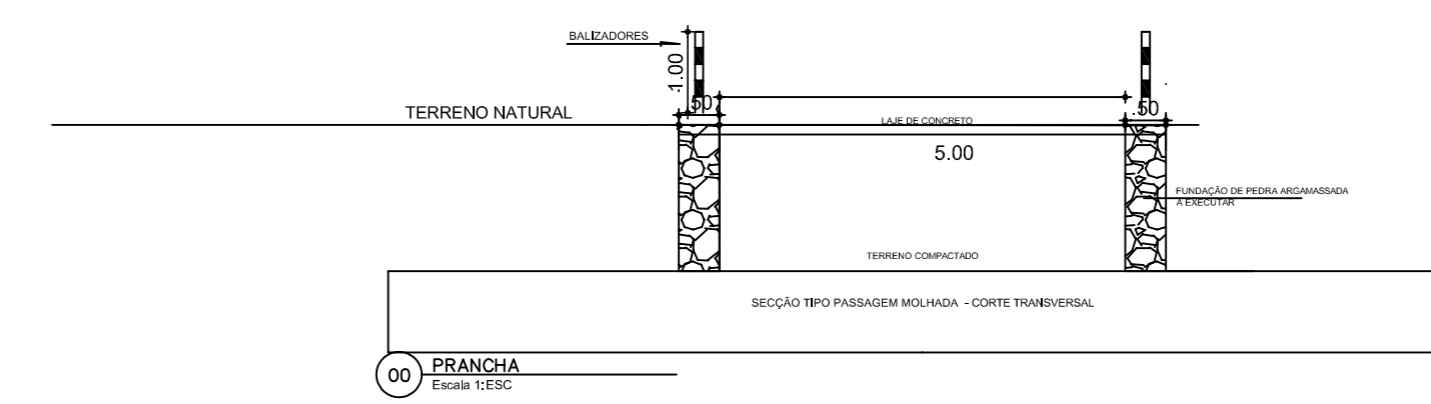 BALIZADORES
1.00
.50
.50
TERRENO NATURAL
LAJE DE CONCRETO
5.00
FUNDAÇÃO DE PEDRA ARGAMASSADA
A EXECUTAR
TERRENO COMPACTADO
SECÇÃO TIPO PASSAGEM MOLHADA - CORTE TRANSVERSAL
00
PRANCHA
Escala 1:ESC